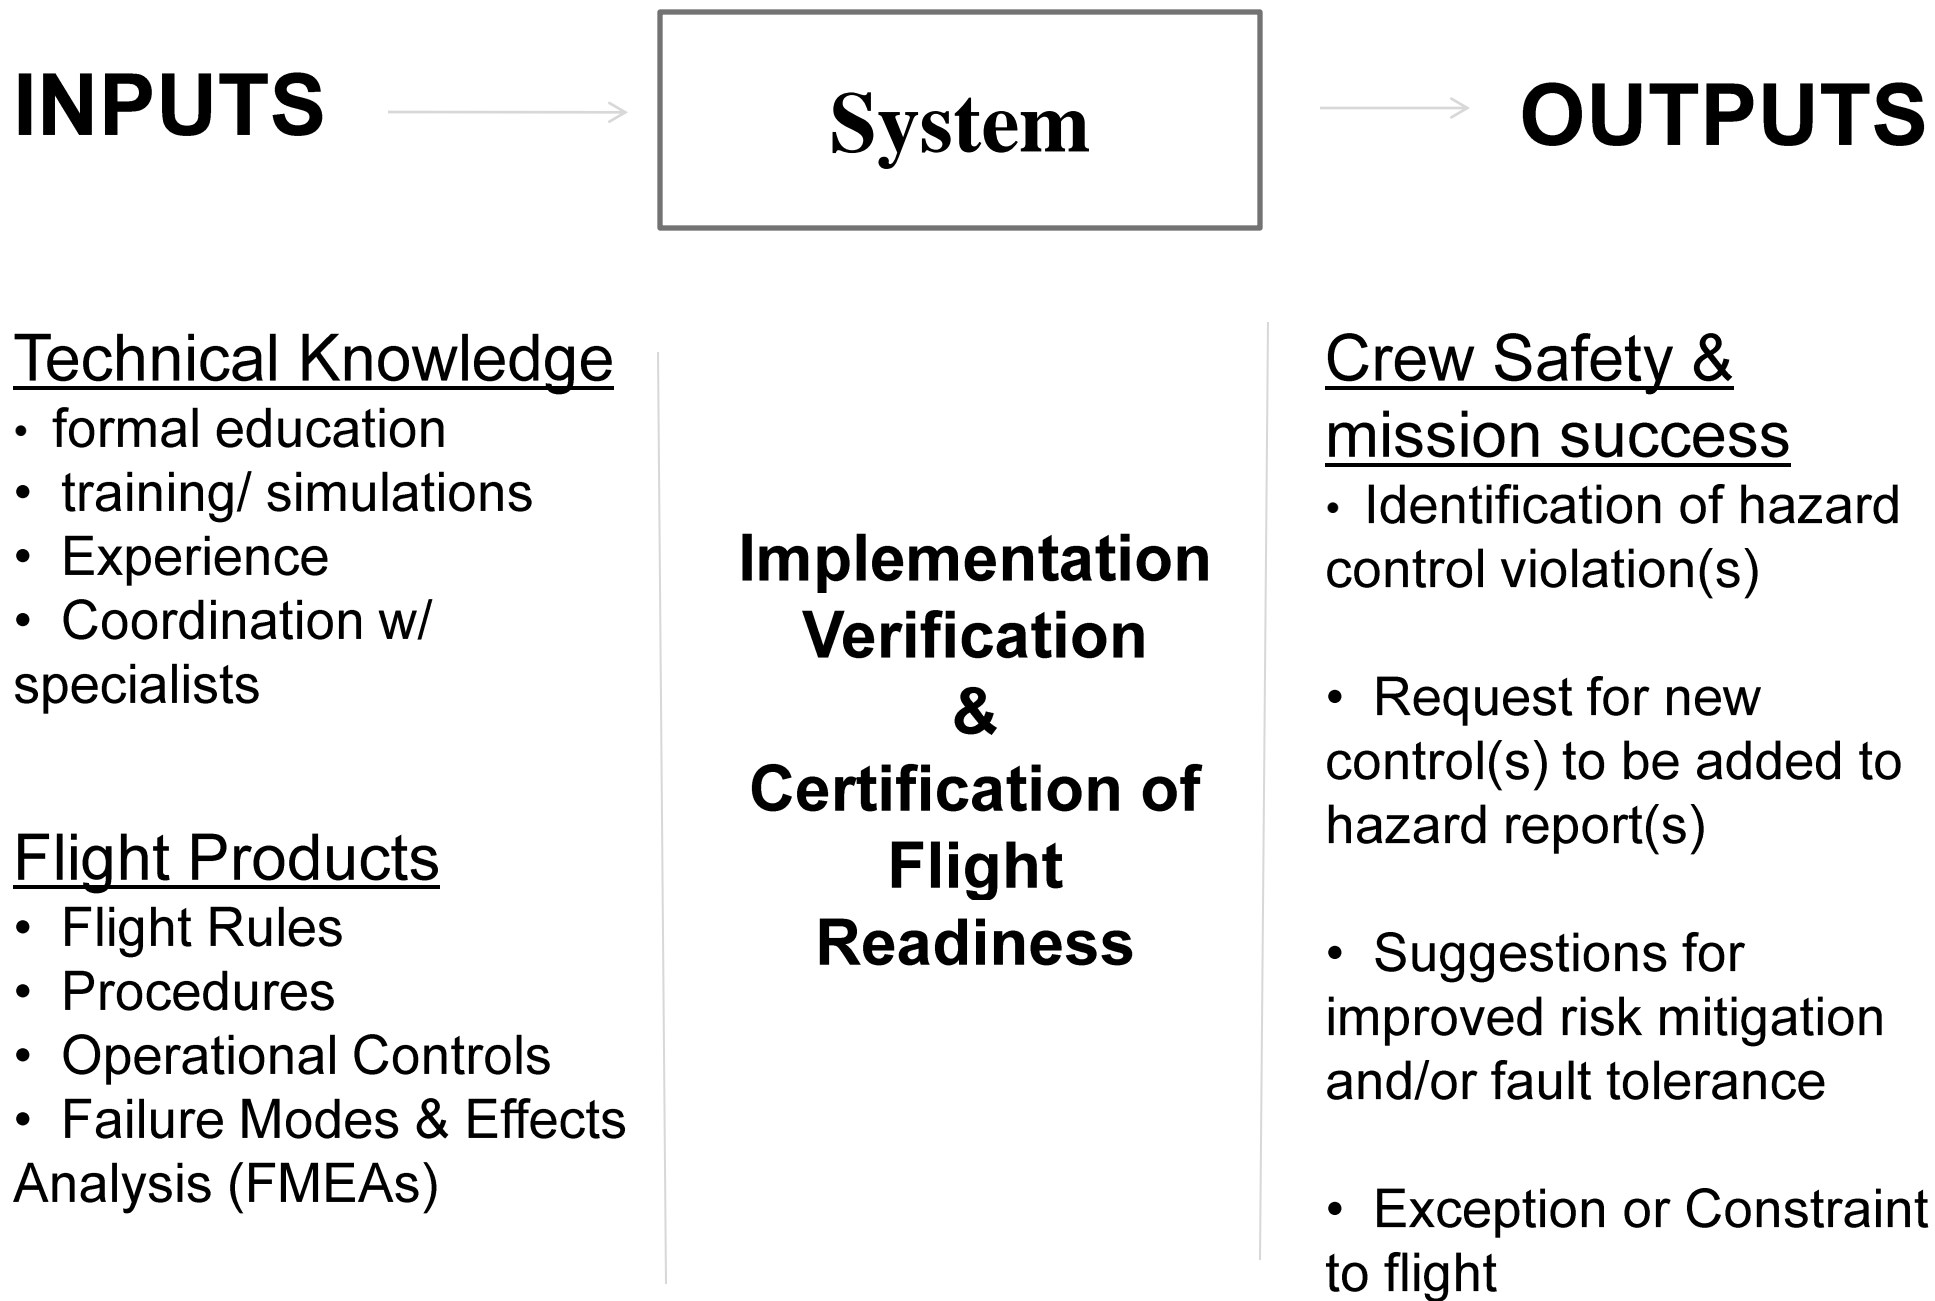 INPUTS
System
OUTPUTS
Technical Knowledge
• formal education
• training/ simulations
• Experience
• Coordination w/
specialists
Flight Products
• Flight Rules
• Procedures
• Operational Controls
• Failure Modes & Effects
Analysis (FMEAs)
Implementation
Verification
&
Certification of
Flight
Readiness
Crew Safety &
mission success
• Identification of hazard
control violation(s)
• Request for new
control(s) to be added to
hazard report(s)
• Suggestions for
improved risk mitigation
and/or fault tolerance
• Exception or Constraint
to flight